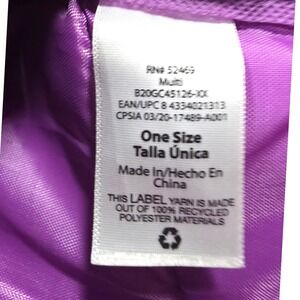 RN# 52469
Multi
B20GC45126-XX
EAN/UPC 8 4334021313
CPSIA 03/20-17489-A001
One Size
Talla Única
Made In/Hecho En
China
THIS LABEL YARN IS MADE
OUT OF 100% RECYCLED
POLYESTER MATERIALS